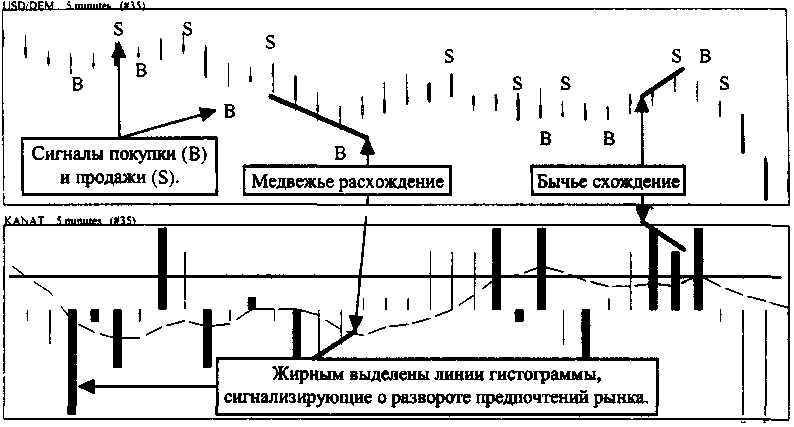 USD/DEM 5 minutes (#35)
S S S S S S S B S
B B B B B B
Сигналы покупки (B)
и продажи (S).
Медвежье расхождение
Бычье схождение
KANAT 5 minutes (#35)
Жирным выделены линии гистограммы,
сигнализирующие о развороте предпочтений рынка.